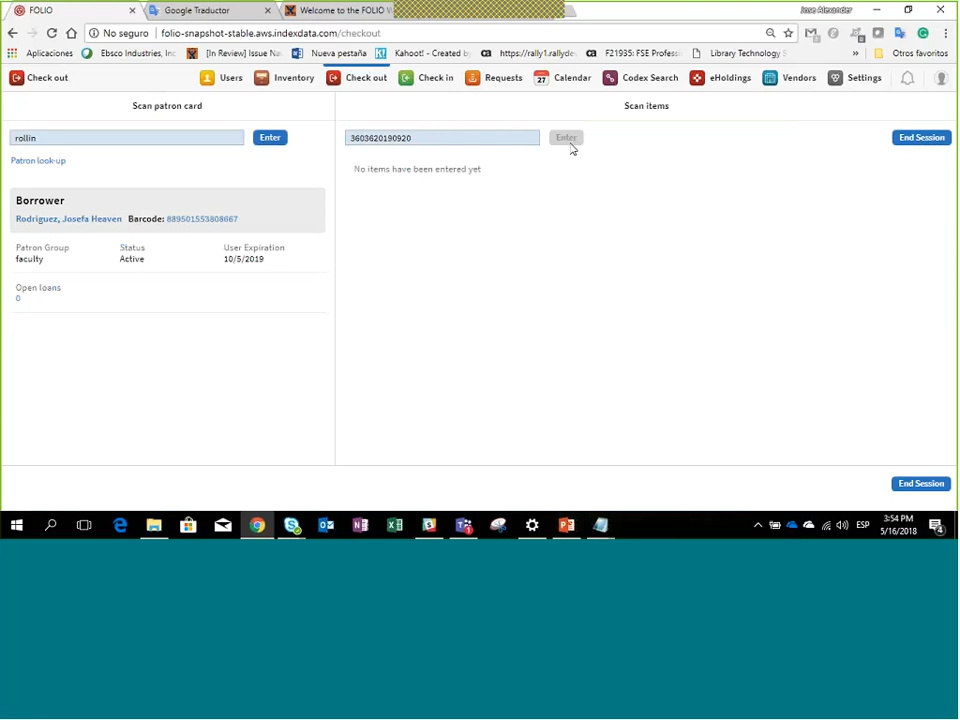 FOLIO
Google Traductor
Welcome to the FOLIO
Jose Alexander
No seguro
folio-snapshot-stable.aws.indexdata.com/checkout
Aplicaciones
Ebsco Industries, Inc
[In Review] Issue Na
Nueva pestaña
Kahoot! - Created b
https://rally1.rallyde
F21935: FSE Profes
Library Technology
»
Otros favoritos
Check out
Users
Inventory
Check out
Check in
Requests
27
Calendar
Codex Search
eHoldings
Vendors
Settings
Scan patron card
Scan items
rollin
Enter
3603620190920
Enter
End Session
Patron look-up
No items have been entered yet
Borrower
Rodriguez, Josefa Heaven Barcode: 889501553808667
Patron Group
Status
User Expiration
faculty
Active
10/5/2019
Open loans
0
End Session
ESP
3:54 PM
5/16/2018
4